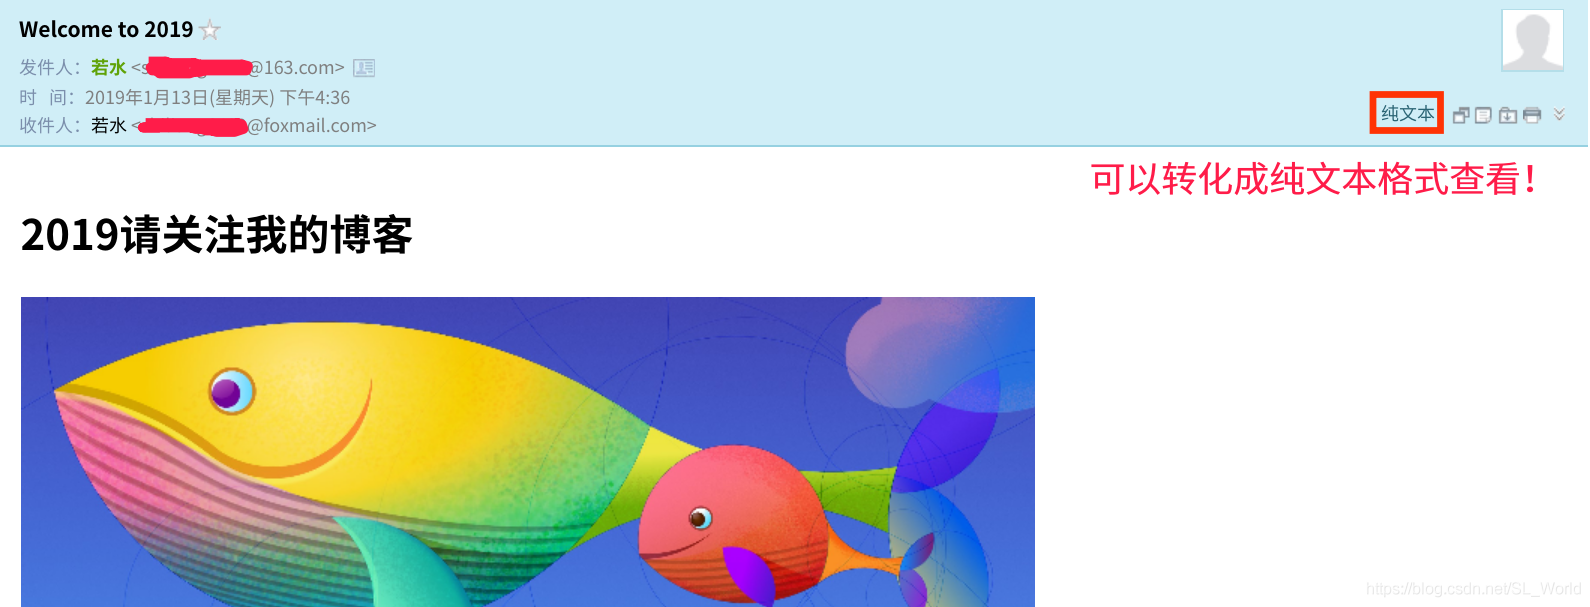 Welcome to 2019
发件人：若水 <s@163.com>
时 间：2019年1月13日(星期天) 下午4:36
收件人：若水 <@foxmail.com>
纯文本
可以转化成纯文本格式查看！
2019请关注我的博客
https://blog.csdn.net/SL_World